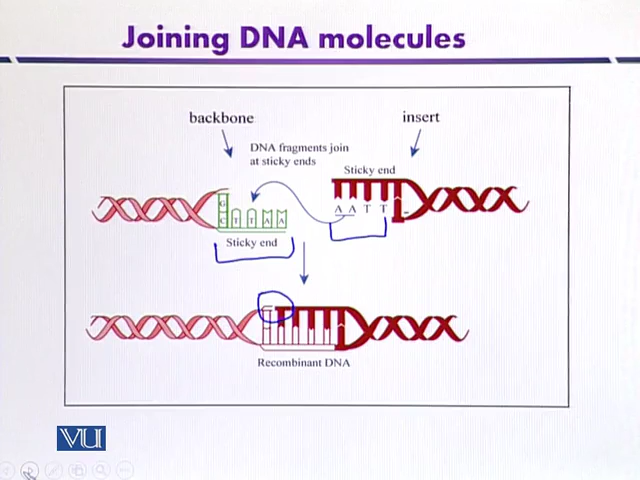 Joining DNA molecules
backbone
insert
DNA fragments join
at sticky ends
Sticky end
G
C T T A A
A A T T
Sticky end
Recombinant DNA
VU